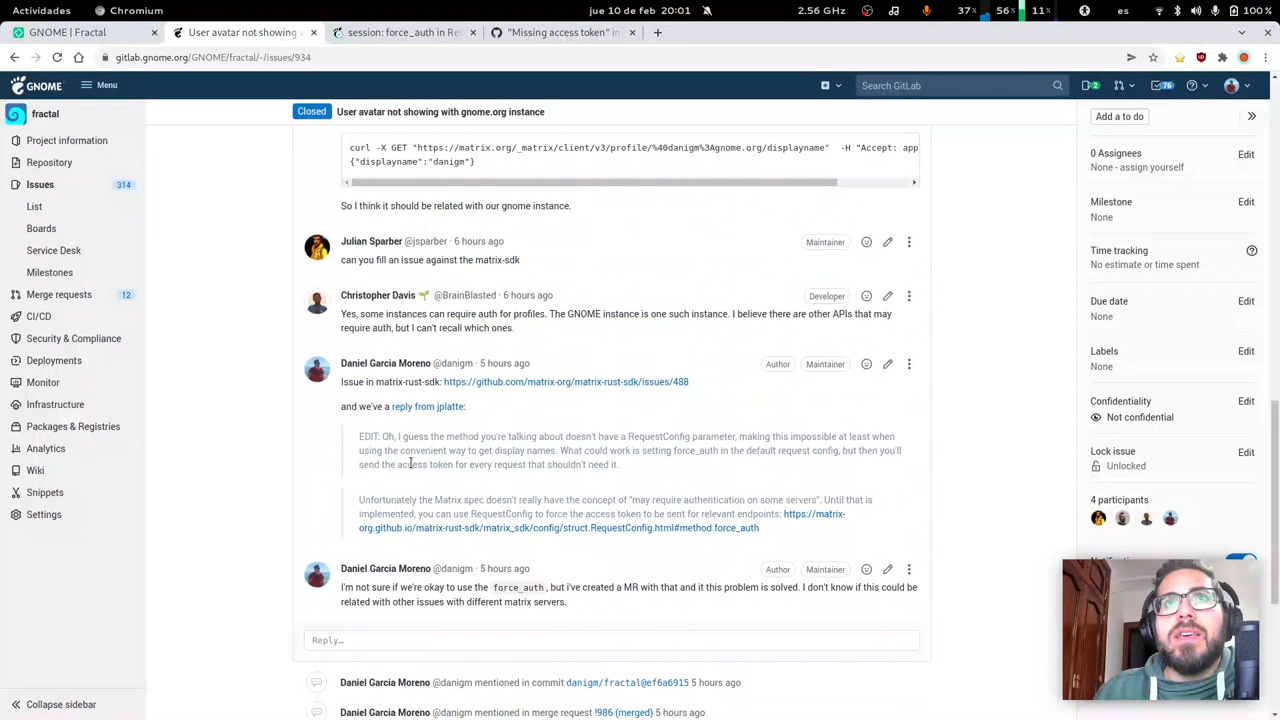 Actividades
Chromium
jue 10 de feb 20:01
2.56 GHz
37%
56%
11%
es
100 %
GNOME | Fractal
User avatar not showing w
session: force_auth in Re
"Missing access token" in
gitlab.gnome.org/GNOME/fractal/-/issues/934
GNOME
Menu
Search GitLab
2
76
fractal
Project information
Repository
Issues 314
List
Boards
Service Desk
Milestones
Merge requests 12
CI/CD
Security & Compliance
Deployments
Monitor
Infrastructure
Packages & Registries
Analytics
Wiki
Snippets
Settings
Collapse sidebar
Closed User avatar not showing with gnome.org instance
curl -X GET "https://matrix.org/_matrix/client/v3/profile/%40danigm%3Agnome.org/displayname" -H "Accept: app
{"displayname":"danigm"}
So I think it should be related with our gnome instance.
Julian Sparber @jsparber · 6 hours ago Maintainer
can you fill an issue against the matrix-sdk
Christopher Davis 🌱 @BrainBlasted · 6 hours ago Developer
Yes, some instances can require auth for profiles. The GNOME instance is one such instance. I believe there are other APIs that may
require auth, but I can't recall which ones.
Daniel Garcia Moreno @danigm · 5 hours ago Author Maintainer
Issue in matrix-rust-sdk: https://github.com/matrix-org/matrix-rust-sdk/issues/488
and we've a reply from jplatte:
EDIT: Oh, I guess the method you're talking about doesn't have a RequestConfig parameter, making this impossible at least when
using the convenient way to get display names. What could work is setting force_auth in the default request config, but then you'll
send the access token for every request that shouldn't need it.
Unfortunately the Matrix spec doesn't really have the concept of "may require authentication on some servers". Until that is
implemented, you can use RequestConfig to force the access token to be sent for relevant endpoints: https://matrix-
org.github.io/matrix-rust-sdk/matrix_sdk/config/struct.RequestConfig.html#method.force_auth
Daniel Garcia Moreno @danigm · 5 hours ago Author Maintainer
I'm not sure if we're okay to use the force_auth, but i've created a MR with that and it this problem is solved. I don't know if this could be
related with other issues with different matrix servers.
Reply…
Daniel Garcia Moreno @danigm mentioned in commit danigm/fractal@ef6a6915 5 hours ago
Daniel Garcia Moreno @danigm mentioned in merge request !986 (merged) 5 hours ago
Add a to do
0 Assignees Edit
None - assign yourself
Milestone Edit
None
Time tracking
No estimate or time spent
Due date Edit
None
Labels Edit
None
Confidentiality Edit
Not confidential
Lock issue Edit
Unlocked
4 participants